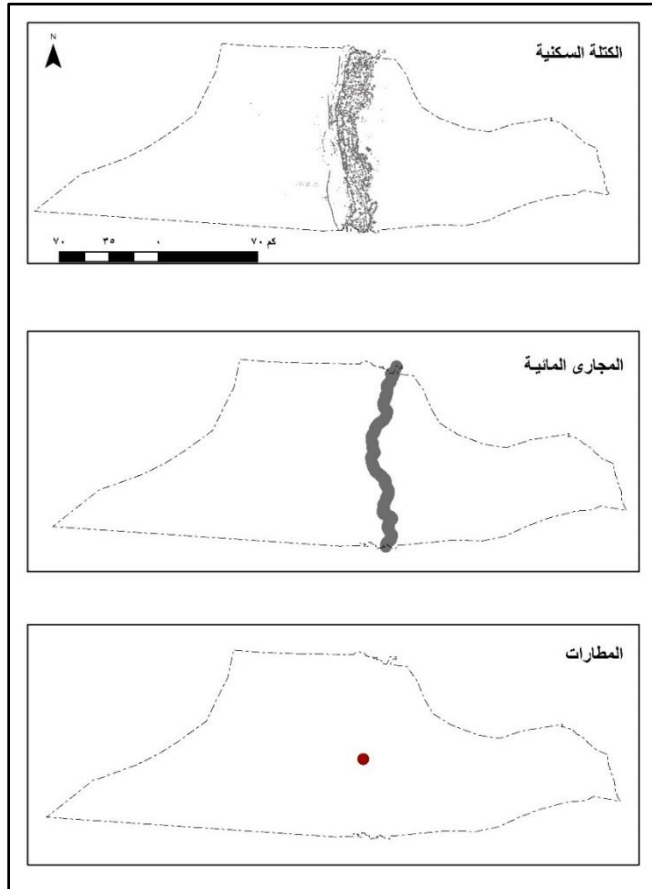 N
الكتلة السكنية
٧٠ ٣٥ ٠ ٧٠ كم
المجارى المائية
المطارات